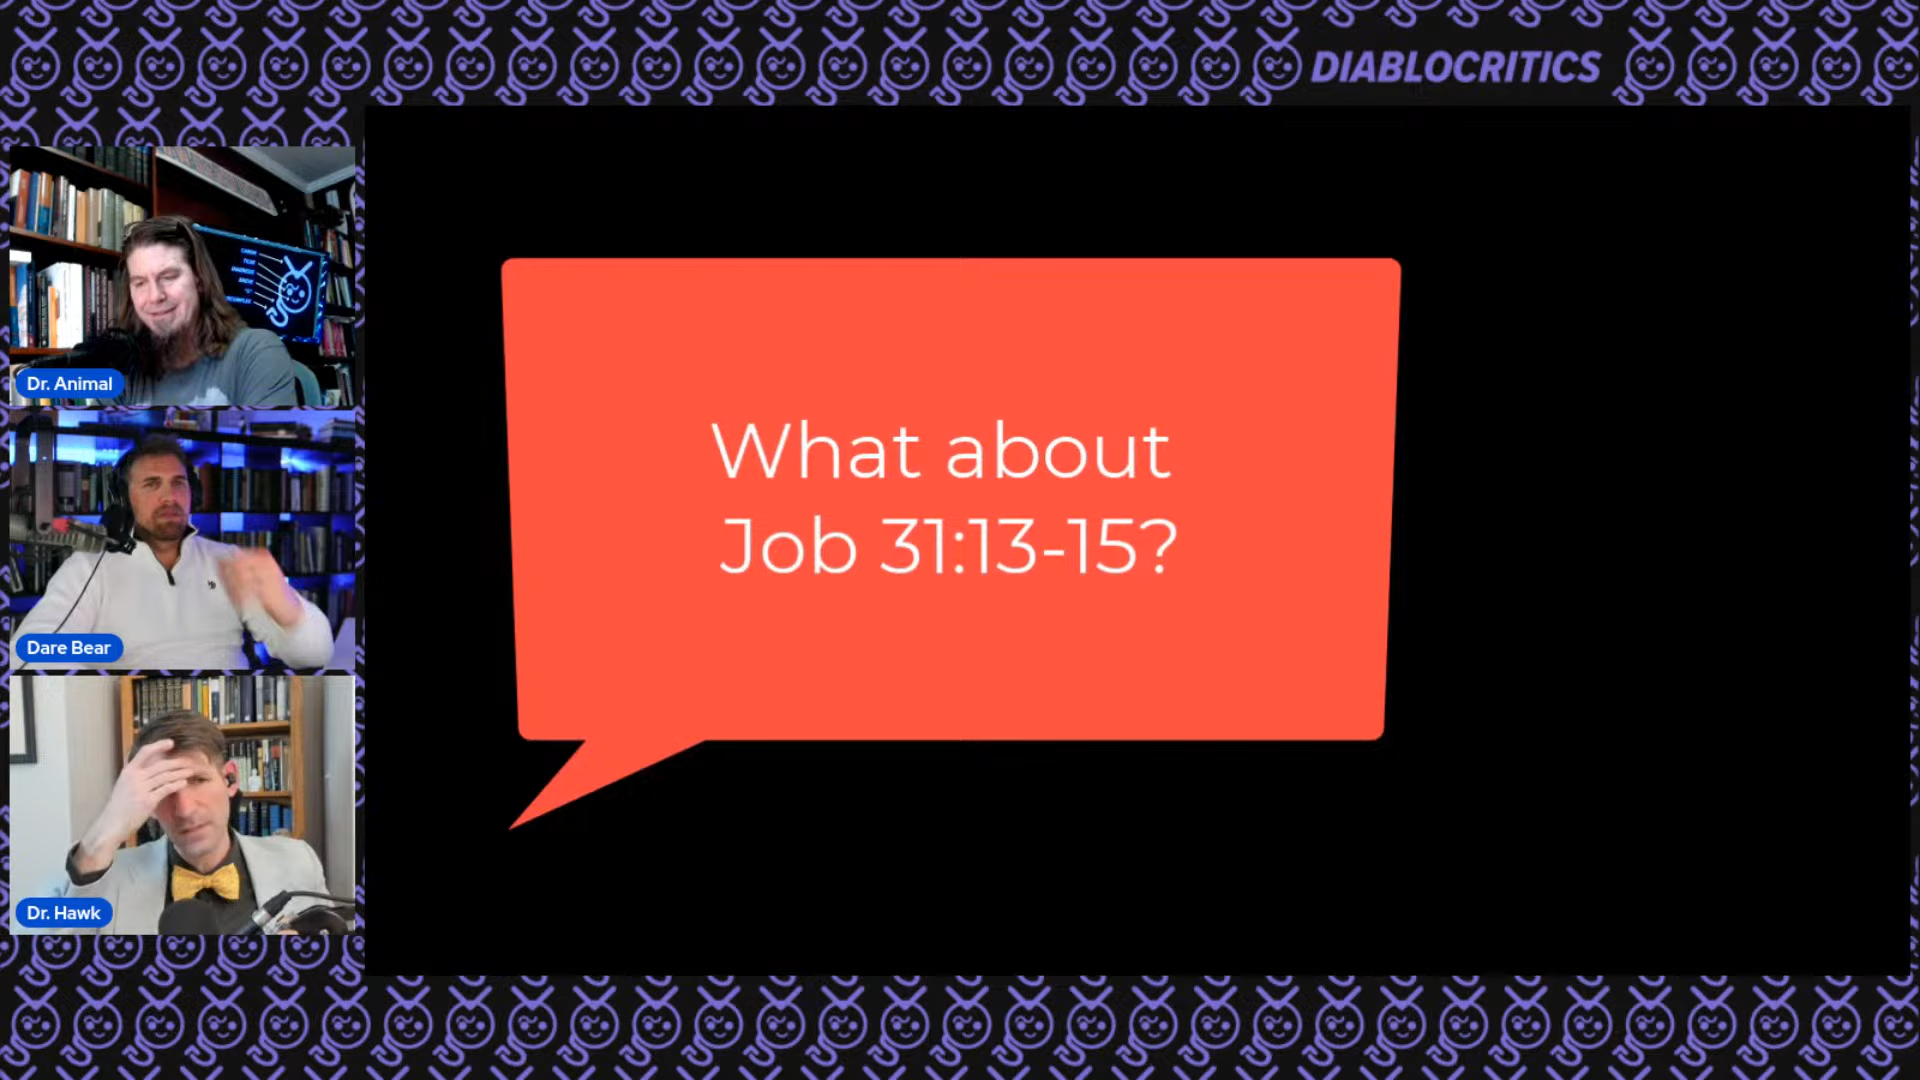 DIABLOCRITICS
Dr. Animal
Dare Bear
Dr. Hawk
What about
Job 31:13-15?